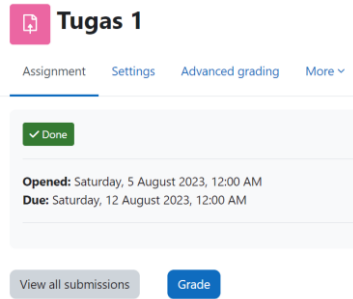 Tugas 1
Assignment Settings Advanced grading More
Done
Opened: Saturday, 5 August 2023, 12:00 AM
Due: Saturday, 12 August 2023, 12:00 AM
View all submissions Grade